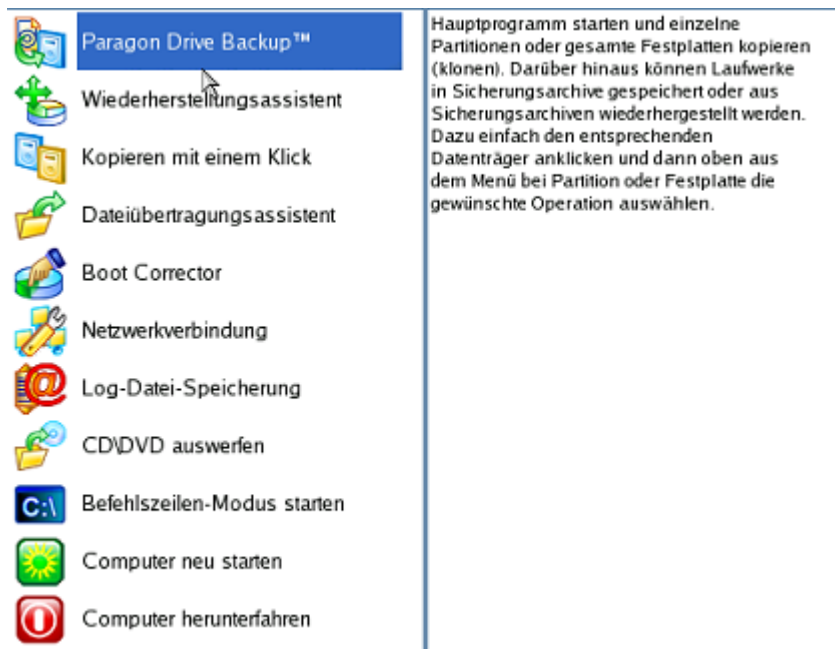 Paragon Drive Backup™
Wiederherstellungsassistent
Kopieren mit einem Klick
Dateiübertragungsassistent
Boot Corrector
Netzwerkverbindung
@
Log-Datei-Speicherung
CD\DVD auswerfen
C:\
Befehlszeilen-Modus starten
Computer neu starten
Computer herunterfahren
Hauptprogramm starten und einzelne
Partitionen oder gesamte Festplatten kopieren
(klonen). Darüber hinaus können Laufwerke
in Sicherungsarchive gespeichert oder aus
Sicherungsarchiven wiederhergestellt werden.
Dazu einfach den entsprechenden
Datenträger anklicken und dann oben aus
dem Menü bei Partition oder Festplatte die
gewünschte Operation auswählen.